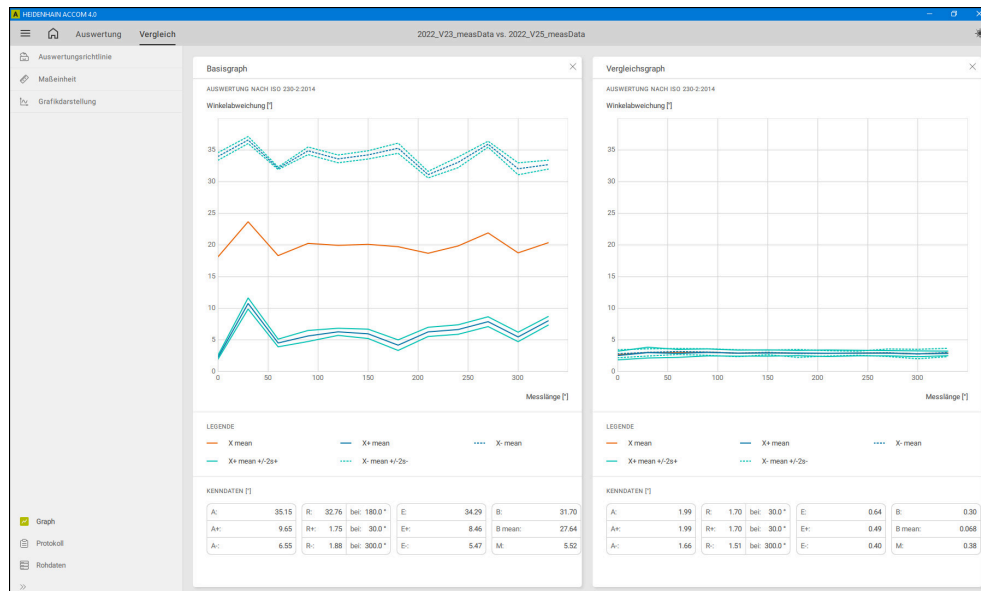 HEIDENHAIN ACCOM 4.0
Auswertung Vergleich 2022_V23_measData vs. 2022_V25_measData
Auswertungsrichtlinie
Maßeinheit
Grafikdarstellung
Graph
Protokoll
Rohdaten
Basisgraph
AUSWERTUNG NACH ISO 230-2:2014
Winkelabweichung ["]
35
30
25
20
15
10
5
0
0 50 100 150 200 250 300
Messlänge [°]
LEGENDE
X mean X+ mean X- mean
X+ mean +/-2s+ X- mean +/-2s-
KENNDATEN ["]
A: 35.15 R: 32.76 bei: 180.0 ° E: 34.29 B: 31.70
A+: 9.65 R+: 1.75 bei: 30.0 ° E+: 8.46 B mean: 27.64
A-: 6.55 R-: 1.88 bei: 300.0 ° E-: 5.47 M: 5.52
Vergleichsgraph
AUSWERTUNG NACH ISO 230-2:2014
Winkelabweichung ["]
35
30
25
20
15
10
5
0
0 50 100 150 200 250 300
Messlänge [°]
LEGENDE
X mean X+ mean X- mean
X+ mean +/-2s+ X- mean +/-2s-
KENNDATEN ["]
A: 1.99 R: 1.70 bei: 30.0 ° E: 0.64 B: 0.30
A+: 1.99 R+: 1.70 bei: 30.0 ° E+: 0.49 B mean: 0.068
A-: 1.66 R-: 1.51 bei: 300.0 ° E-: 0.40 M: 0.38